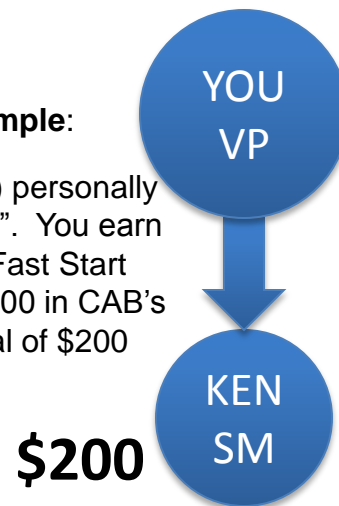 YOU
VP
mple:
) personally
”. You earn
Fast Start
00 in CAB’s
al of $200
KEN
SM
$200